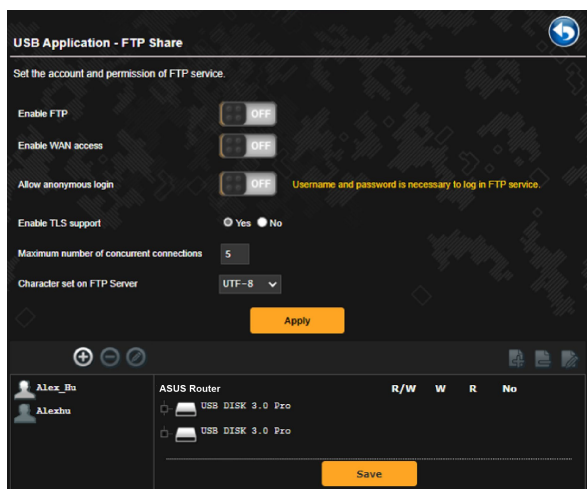 USB Application - FTP Share
Set the account and permission of FTP service.
Enable FTP OFF
Enable WAN access OFF
Allow anonymous login OFF Username and password is necessary to log in FTP service.
Enable TLS support Yes No
Maximum number of concurrent connections 5
Character set on FTP Server UTF-8
Apply
Alex_Hu
Alexhu
ASUS Router R/W W R No
USB DISK 3.0 Pro
USB DISK 3.0 Pro
Save